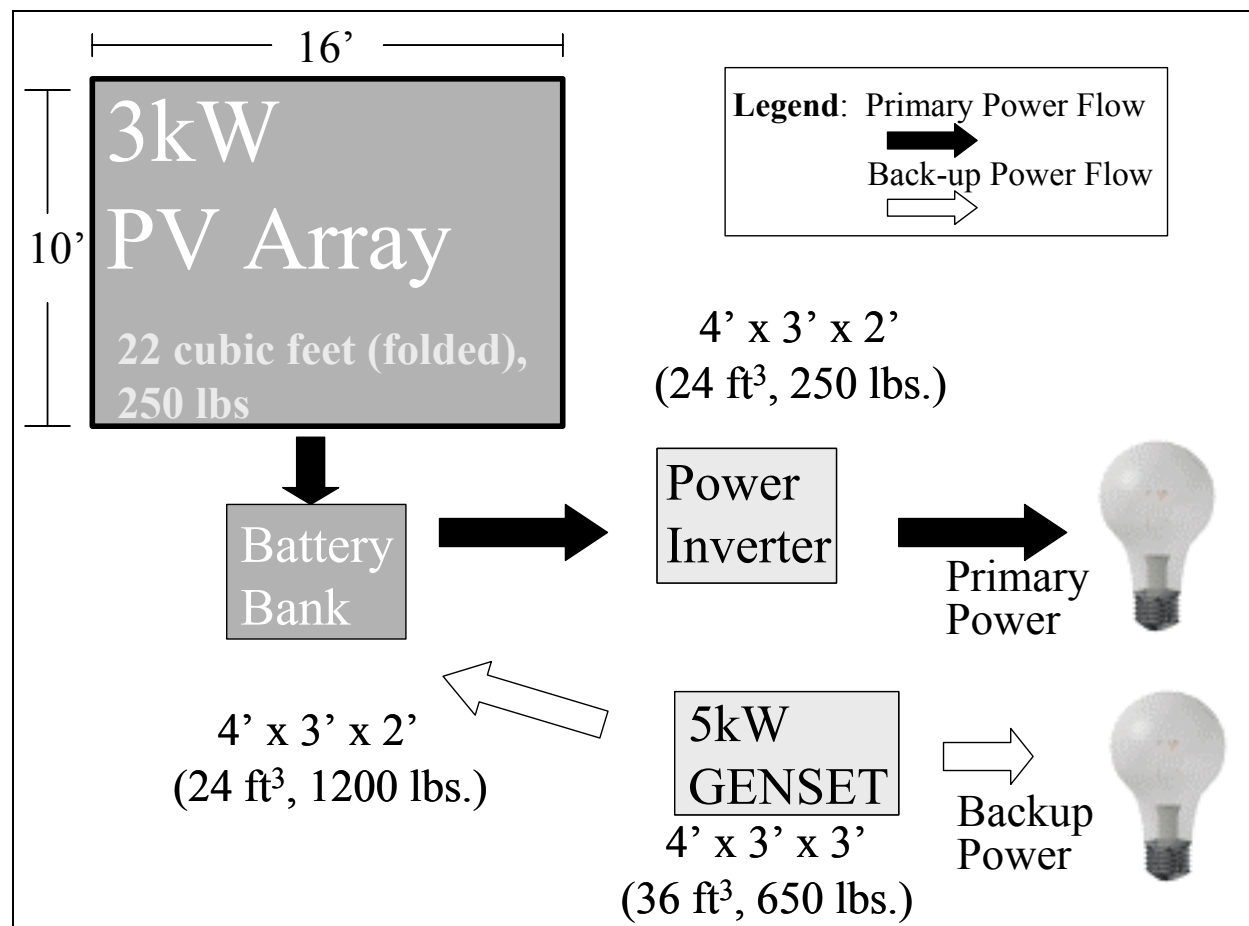 16’
10’
3kW
PV Array
22 cubic feet (folded),
250 lbs
Legend: Primary Power Flow
Back-up Power Flow
4’ x 3’ x 2’
(24 ft³, 250 lbs.)
Power
Inverter
Primary
Power
Battery
Bank
4’ x 3’ x 2’
(24 ft³, 1200 lbs.)
5kW
GENSET
4’ x 3’ x 3’
(36 ft³, 650 lbs.)
Backup
Power